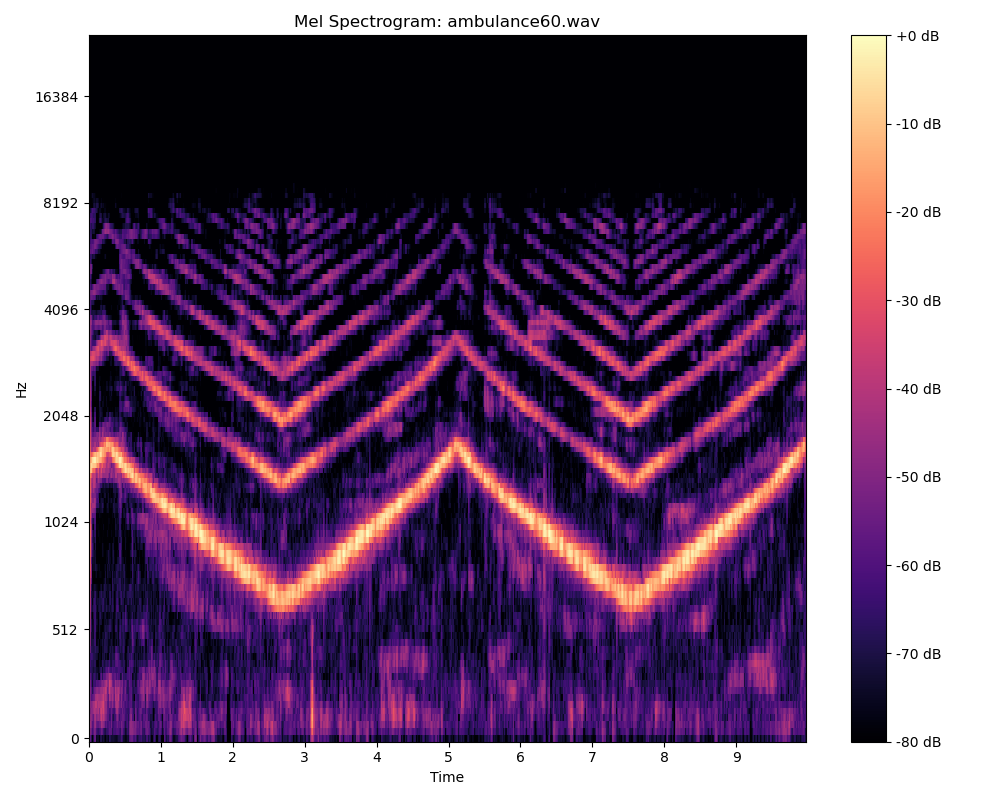 Mel Spectrogram: ambulance60.wav
Hz
16384
8192
4096
2048
1024
512
0
0 1 2 3 4 5 6 7 8 9
Time
+0 dB
-10 dB
-20 dB
-30 dB
-40 dB
-50 dB
-60 dB
-70 dB
-80 dB